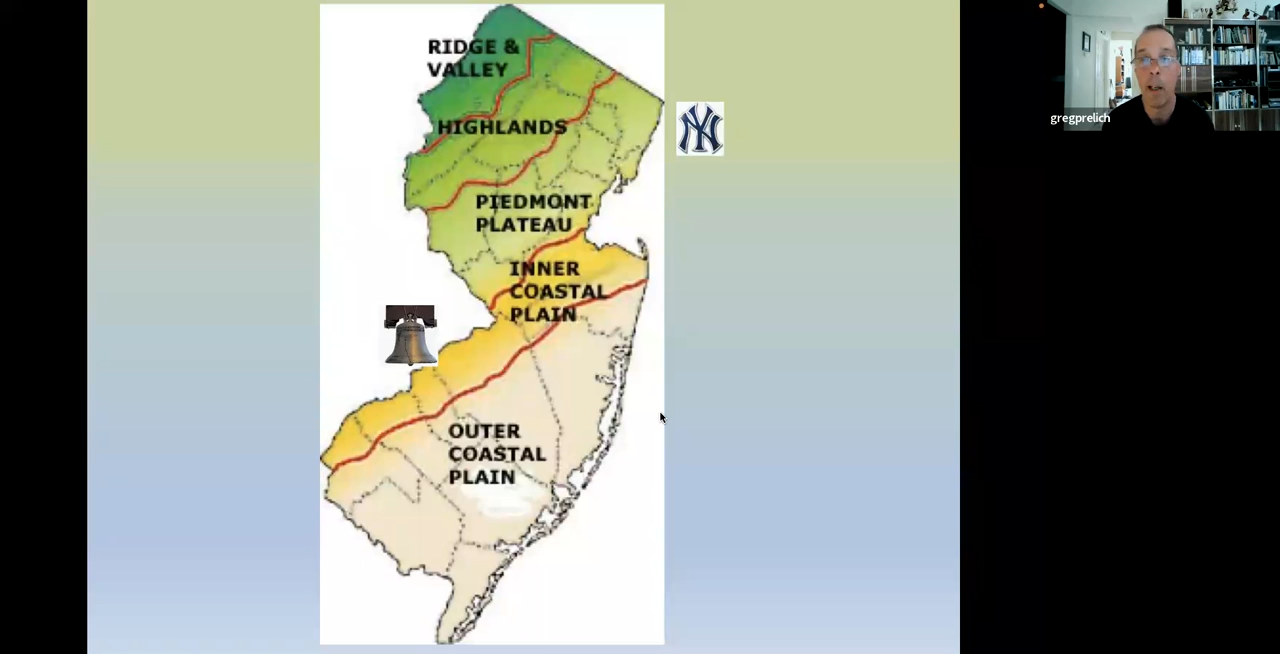 RIDGE &
VALLEY
HIGHLANDS
PIEDMONT
PLATEAU
INNER
COASTAL
PLAIN
OUTER
COASTAL
PLAIN
NY
gregprelich